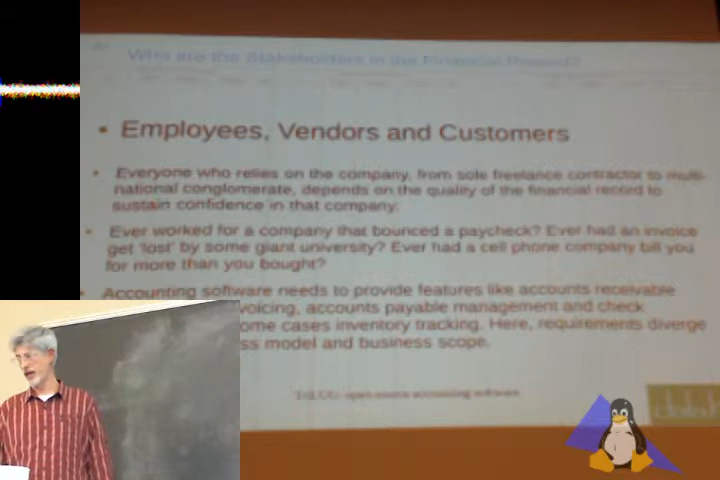 Who are the Stakeholders in the Financial Record?
• Employees, Vendors and Customers
• Everyone who relies on the company, from sole freelance contractor to multi-
national conglomerate, depends on the quality of the financial record to
sustain confidence in that company.
• Ever worked for a company that bounced a paycheck? Ever had an invoice
get 'lost' by some giant university? Ever had a cell phone company bill you
for more than you bought?
• Accounting software needs to provide features like accounts receivable
voicing, accounts payable management and check
ome cases inventory tracking. Here, requirements diverge
ss model and business scope.
TriLUG: open source accounting software